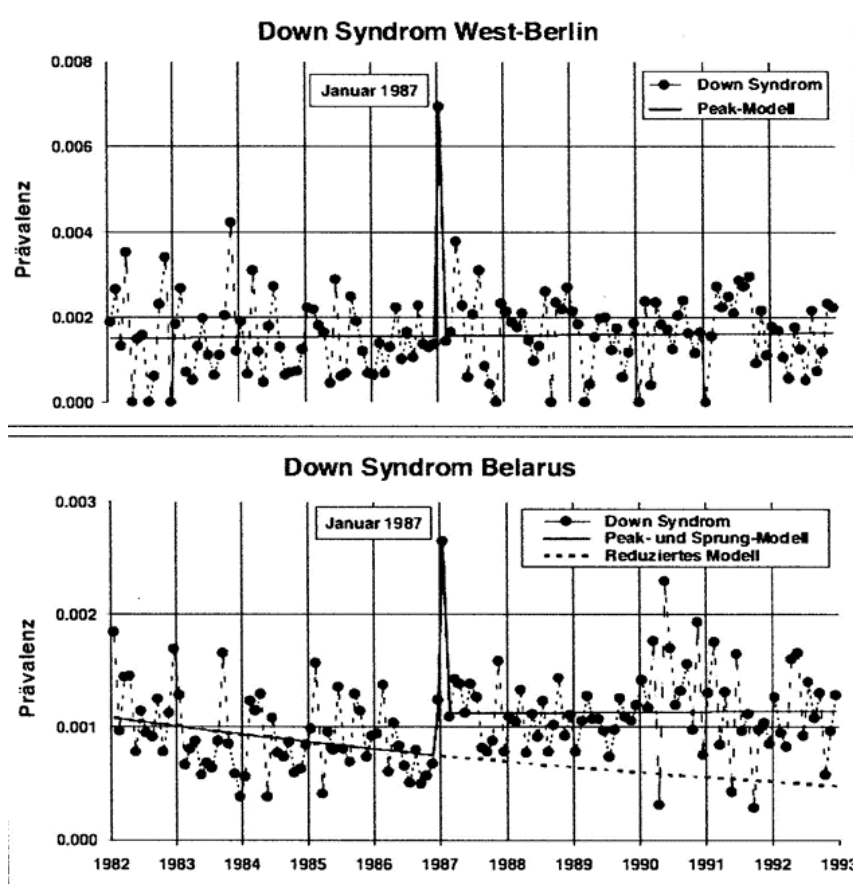 Down Syndrom West-Berlin
0.008
0.006
0.004
0.002
0.000
Prävalenz
Januar 1987
Down Syndrom
Peak-Modell
Down Syndrom Belarus
0.003
0.002
0.001
0.000
Prävalenz
Januar 1987
Down Syndrom
Peak- und Sprung-Modell
Reduziertes Modell
1982 1983 1984 1985 1986 1987 1988 1989 1990 1991 1992 1993